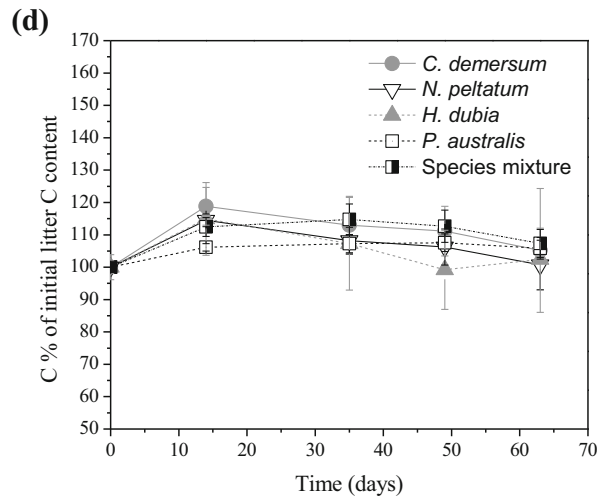 (d)
C % of initial litter C content
170
160
150
140
130
120
110
100
90
80
70
60
50
C. demersum
N. peltatum
H. dubia
P. australis
Species mixture
0 10 20 30 40 50 60 70
Time (days)